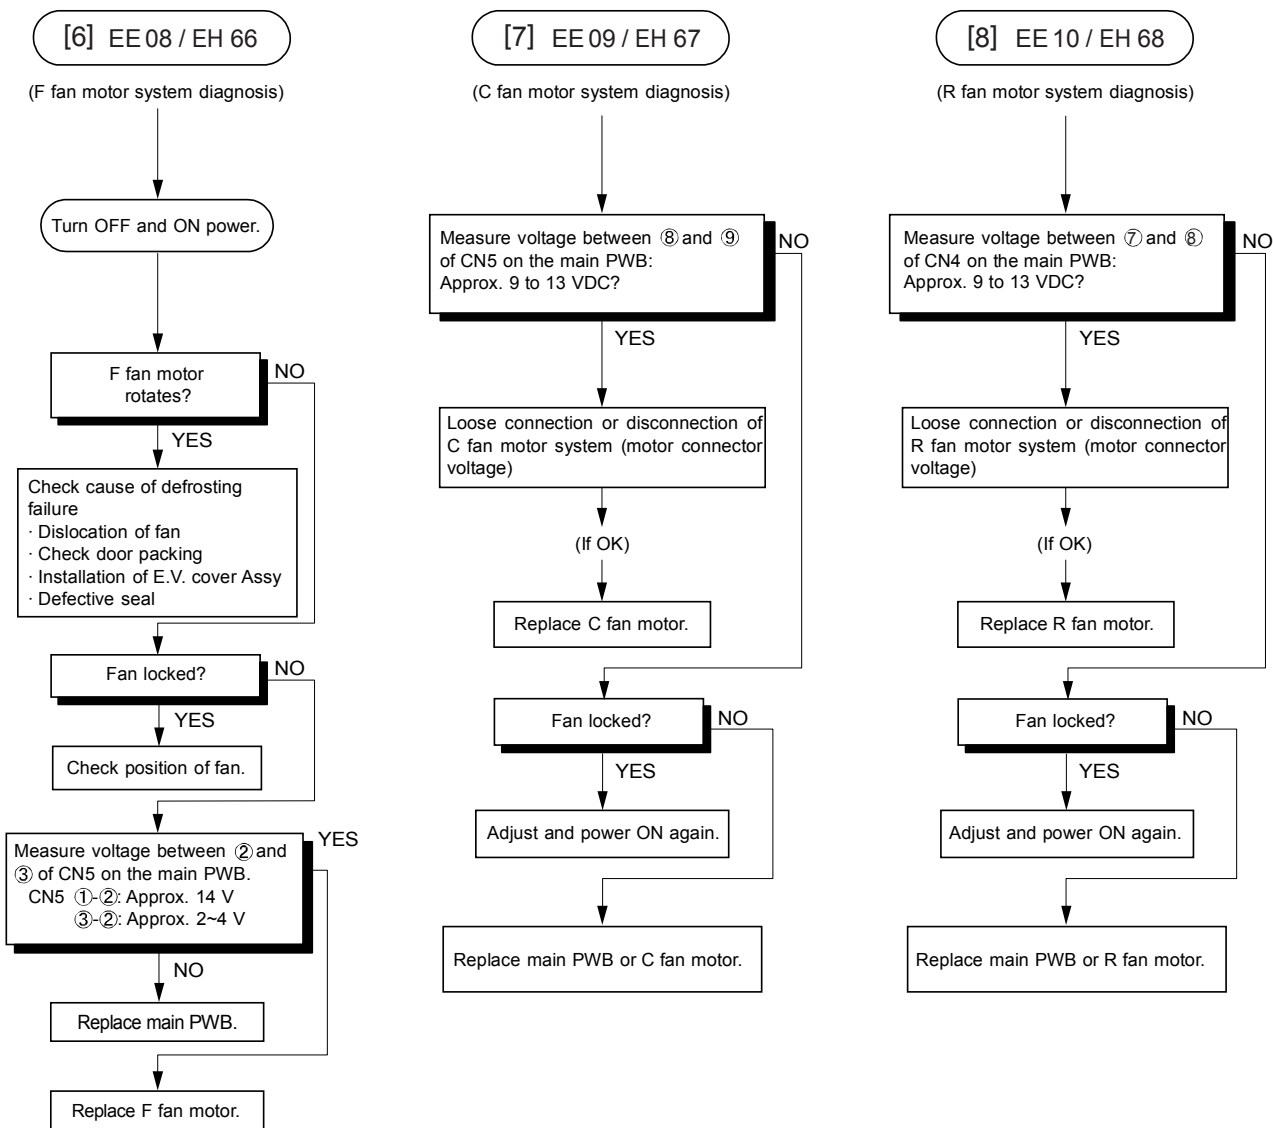 [6] EE 08 / EH 66
(F fan motor system diagnosis)
Turn OFF and ON power.
F fan motor
rotates?
NO
YES
Check cause of defrosting
failure
· Dislocation of fan
· Check door packing
· Installation of E.V. cover Assy
· Defective seal
Fan locked?
NO
YES
Check position of fan.
Measure voltage between ② and
③ of CN5 on the main PWB.
CN5 ①-②: Approx. 14 V
③-②: Approx. 2~4 V
YES
NO
Replace main PWB.
Replace F fan motor.
[7] EE 09 / EH 67
(C fan motor system diagnosis)
Measure voltage between ⑧ and ⑨
of CN5 on the main PWB:
Approx. 9 to 13 VDC?
NO
YES
Loose connection or disconnection of
C fan motor system (motor connector
voltage)
(If OK)
Replace C fan motor.
Fan locked?
NO
YES
Adjust and power ON again.
Replace main PWB or C fan motor.
[8] EE 10 / EH 68
(R fan motor system diagnosis)
Measure voltage between ⑦ and ⑧
of CN4 on the main PWB:
Approx. 9 to 13 VDC?
NO
YES
Loose connection or disconnection of
R fan motor system (motor connector
voltage)
(If OK)
Replace R fan motor.
Fan locked?
NO
YES
Adjust and power ON again.
Replace main PWB or R fan motor.